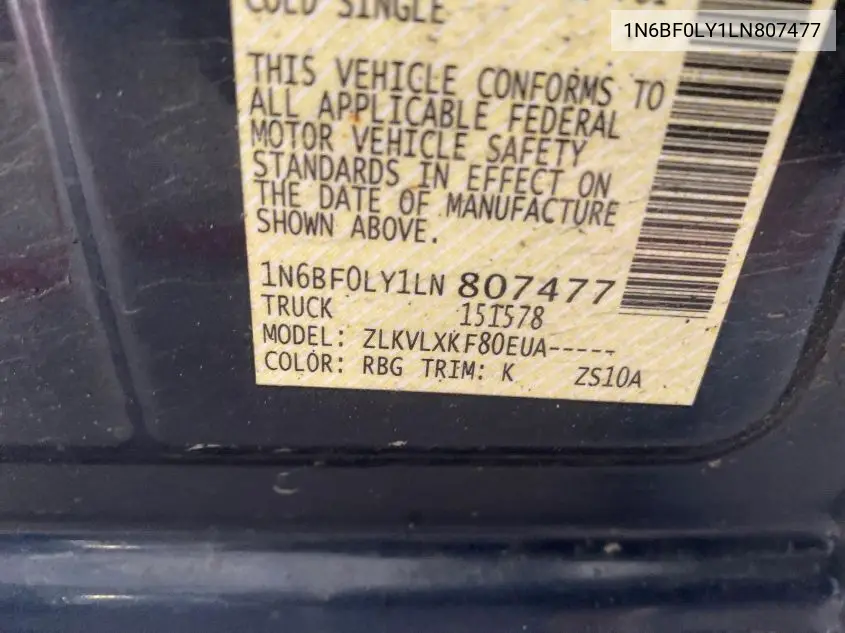 COLD SINGLE
1N6BF0LY1LN807477
THIS VEHICLE CONFORMS TO
ALL APPLICABLE FEDERAL
MOTOR VEHICLE SAFETY
STANDARDS IN EFFECT ON
THE DATE OF MANUFACTURE
SHOWN ABOVE.
1N6BF0LY1LN 807477
TRUCK 151578
MODEL: ZLKVLXKF80EUA-----
COLOR: RBG TRIM: K ZS10A